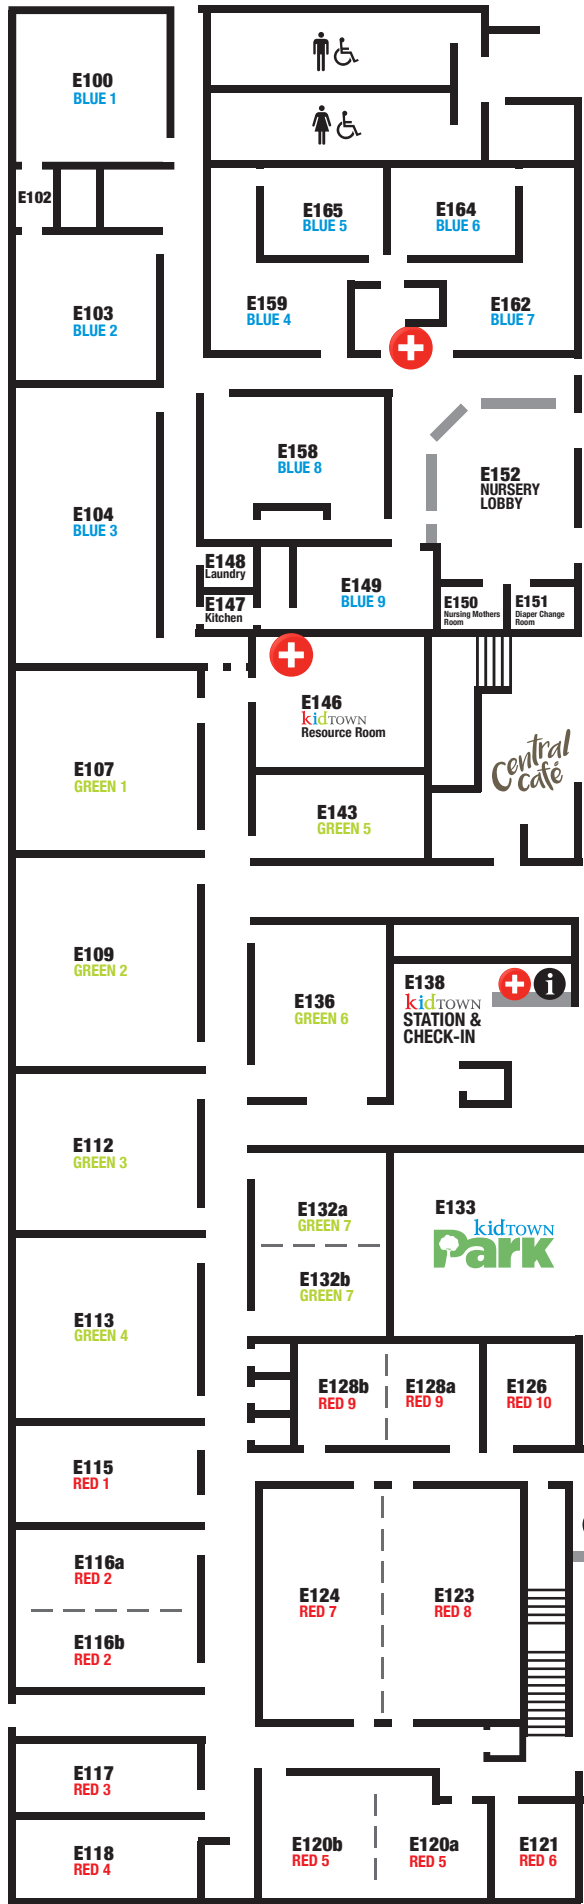 E100
BLUE 1
E102
E165
BLUE 5
E164
BLUE 6
E103
BLUE 2
E159
BLUE 4
E162
BLUE 7
E158
BLUE 8
E152
NURSERY
LOBBY
E104
BLUE 3
E148
Laundry
E147
Kitchen
E149
BLUE 9
E150
Nursing Mothers
Room
E151
Diaper Change
Room
E146
kidTOWN
Resource Room
Central
Café
E107
GREEN 1
E143
GREEN 5
E109
GREEN 2
E136
GREEN 6
E138
kidTOWN
STATION &
CHECK-IN
i
E112
GREEN 3
E132a
GREEN 7
E132b
GREEN 7
E133
kidTOWN
Park
E113
GREEN 4
E128b
RED 9
E128a
RED 9
E126
RED 10
E115
RED 1
E116a
RED 2
E116b
RED 2
E124
RED 7
E123
RED 8
E117
RED 3
E118
RED 4
E120b
RED 5
E120a
RED 5
E121
RED 6